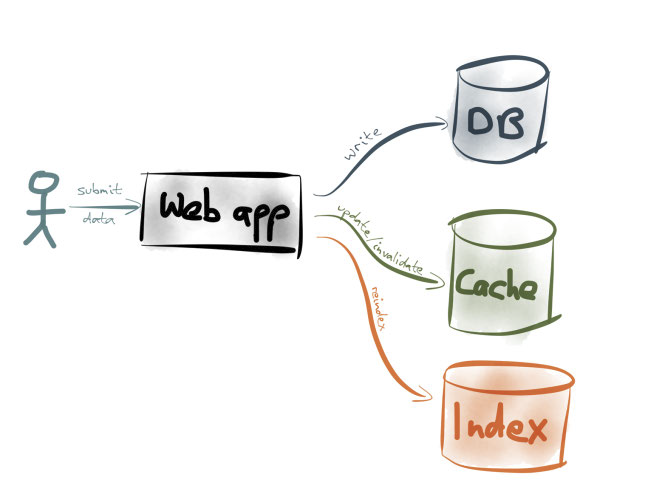 submit
data
Web app
write
DB
update/invalidate
Cache
reindex
Index